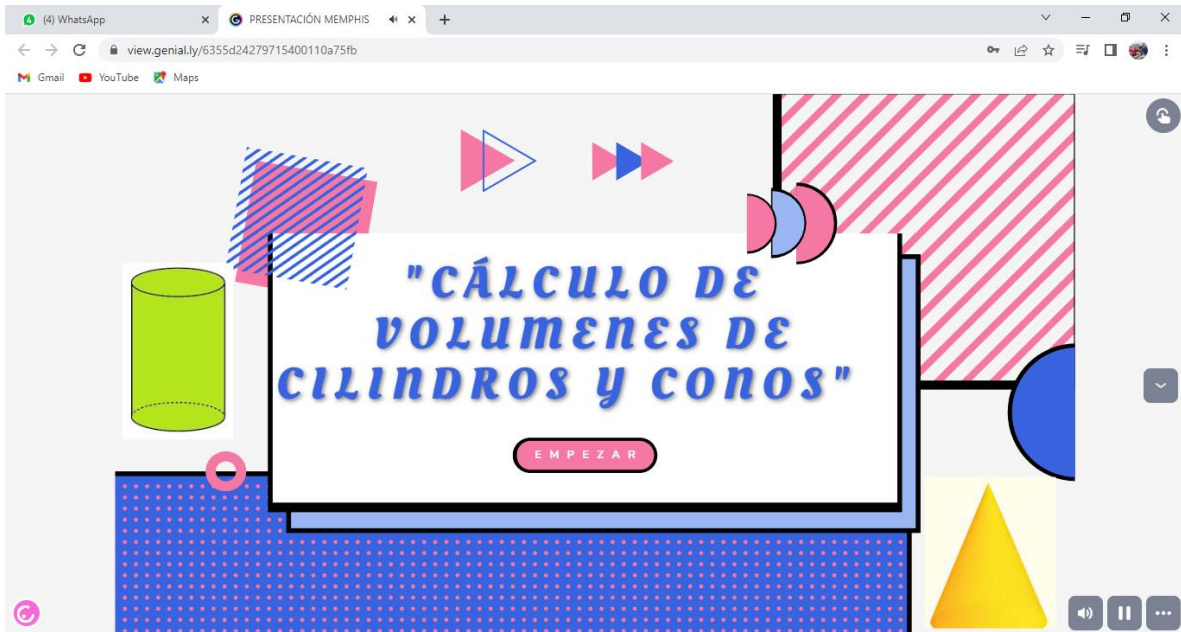 (4) WhatsApp
PRESENTACIÓN MEMPHIS
view.genial.ly/6355d24279715400110a75fb
Gmail
YouTube
Maps
"CÁLCULO DE
VOLUMENES DE
CILINDROS Y CONOS"
EMPEZAR